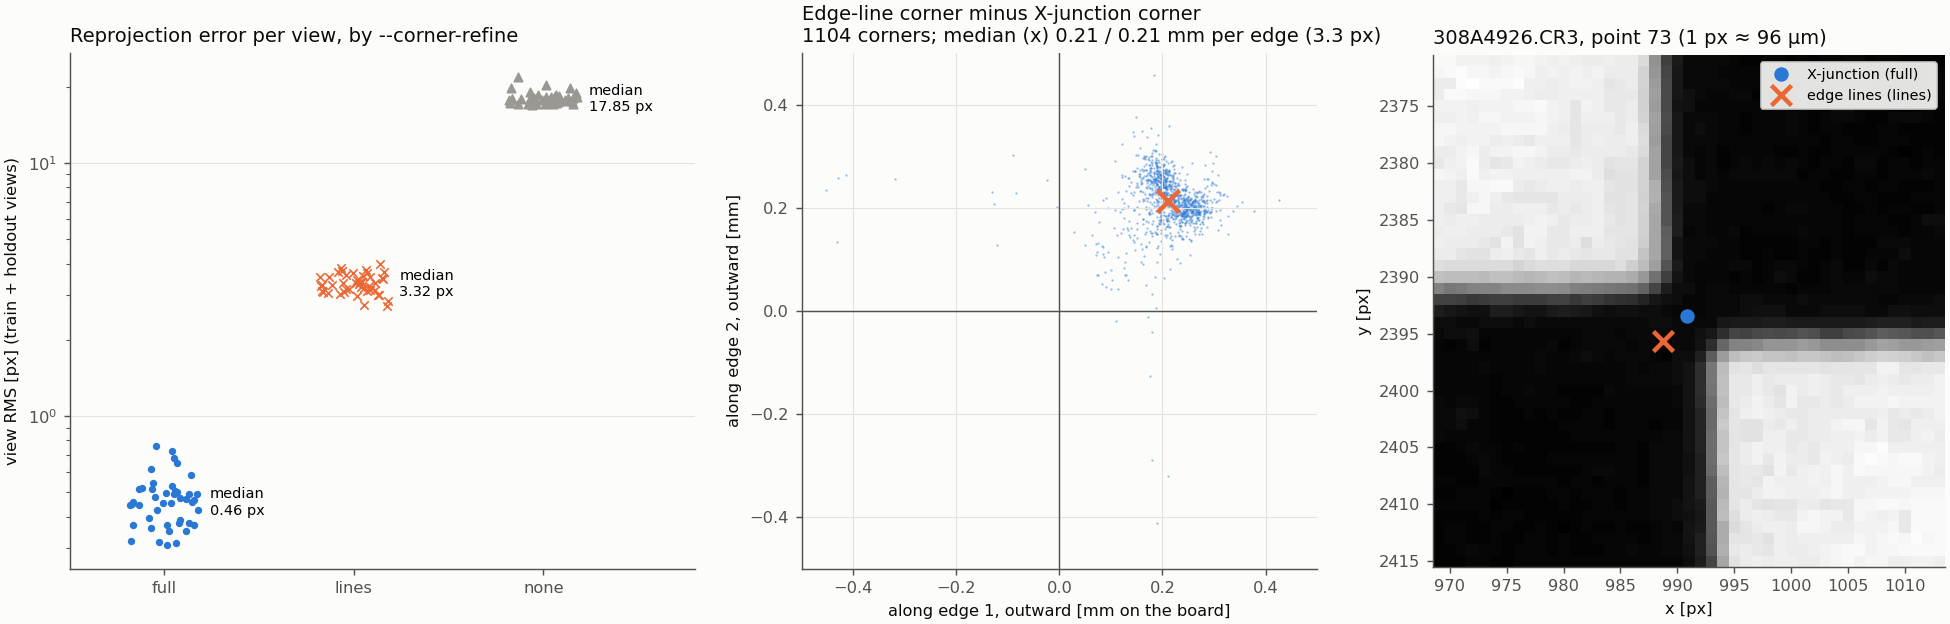 Reprojection error per view, by --corner-refine
view RMS [px] (train + holdout views)
10¹
10⁰
median
17.85 px
median
3.32 px
median
0.46 px
full
lines
none
Edge-line corner minus X-junction corner
1104 corners; median (x) 0.21 / 0.21 mm per edge (3.3 px)
along edge 2, outward [mm]
0.4
0.2
0.0
−0.2
−0.4
−0.4
−0.2
0.0
0.2
0.4
along edge 1, outward [mm on the board]
308A4926.CR3, point 73 (1 px ≈ 96 µm)
X-junction (full)
edge lines (lines)
y [px]
2375
2380
2385
2390
2395
2400
2405
2410
2415
970
975
980
985
990
995
1000
1005
1010
x [px]